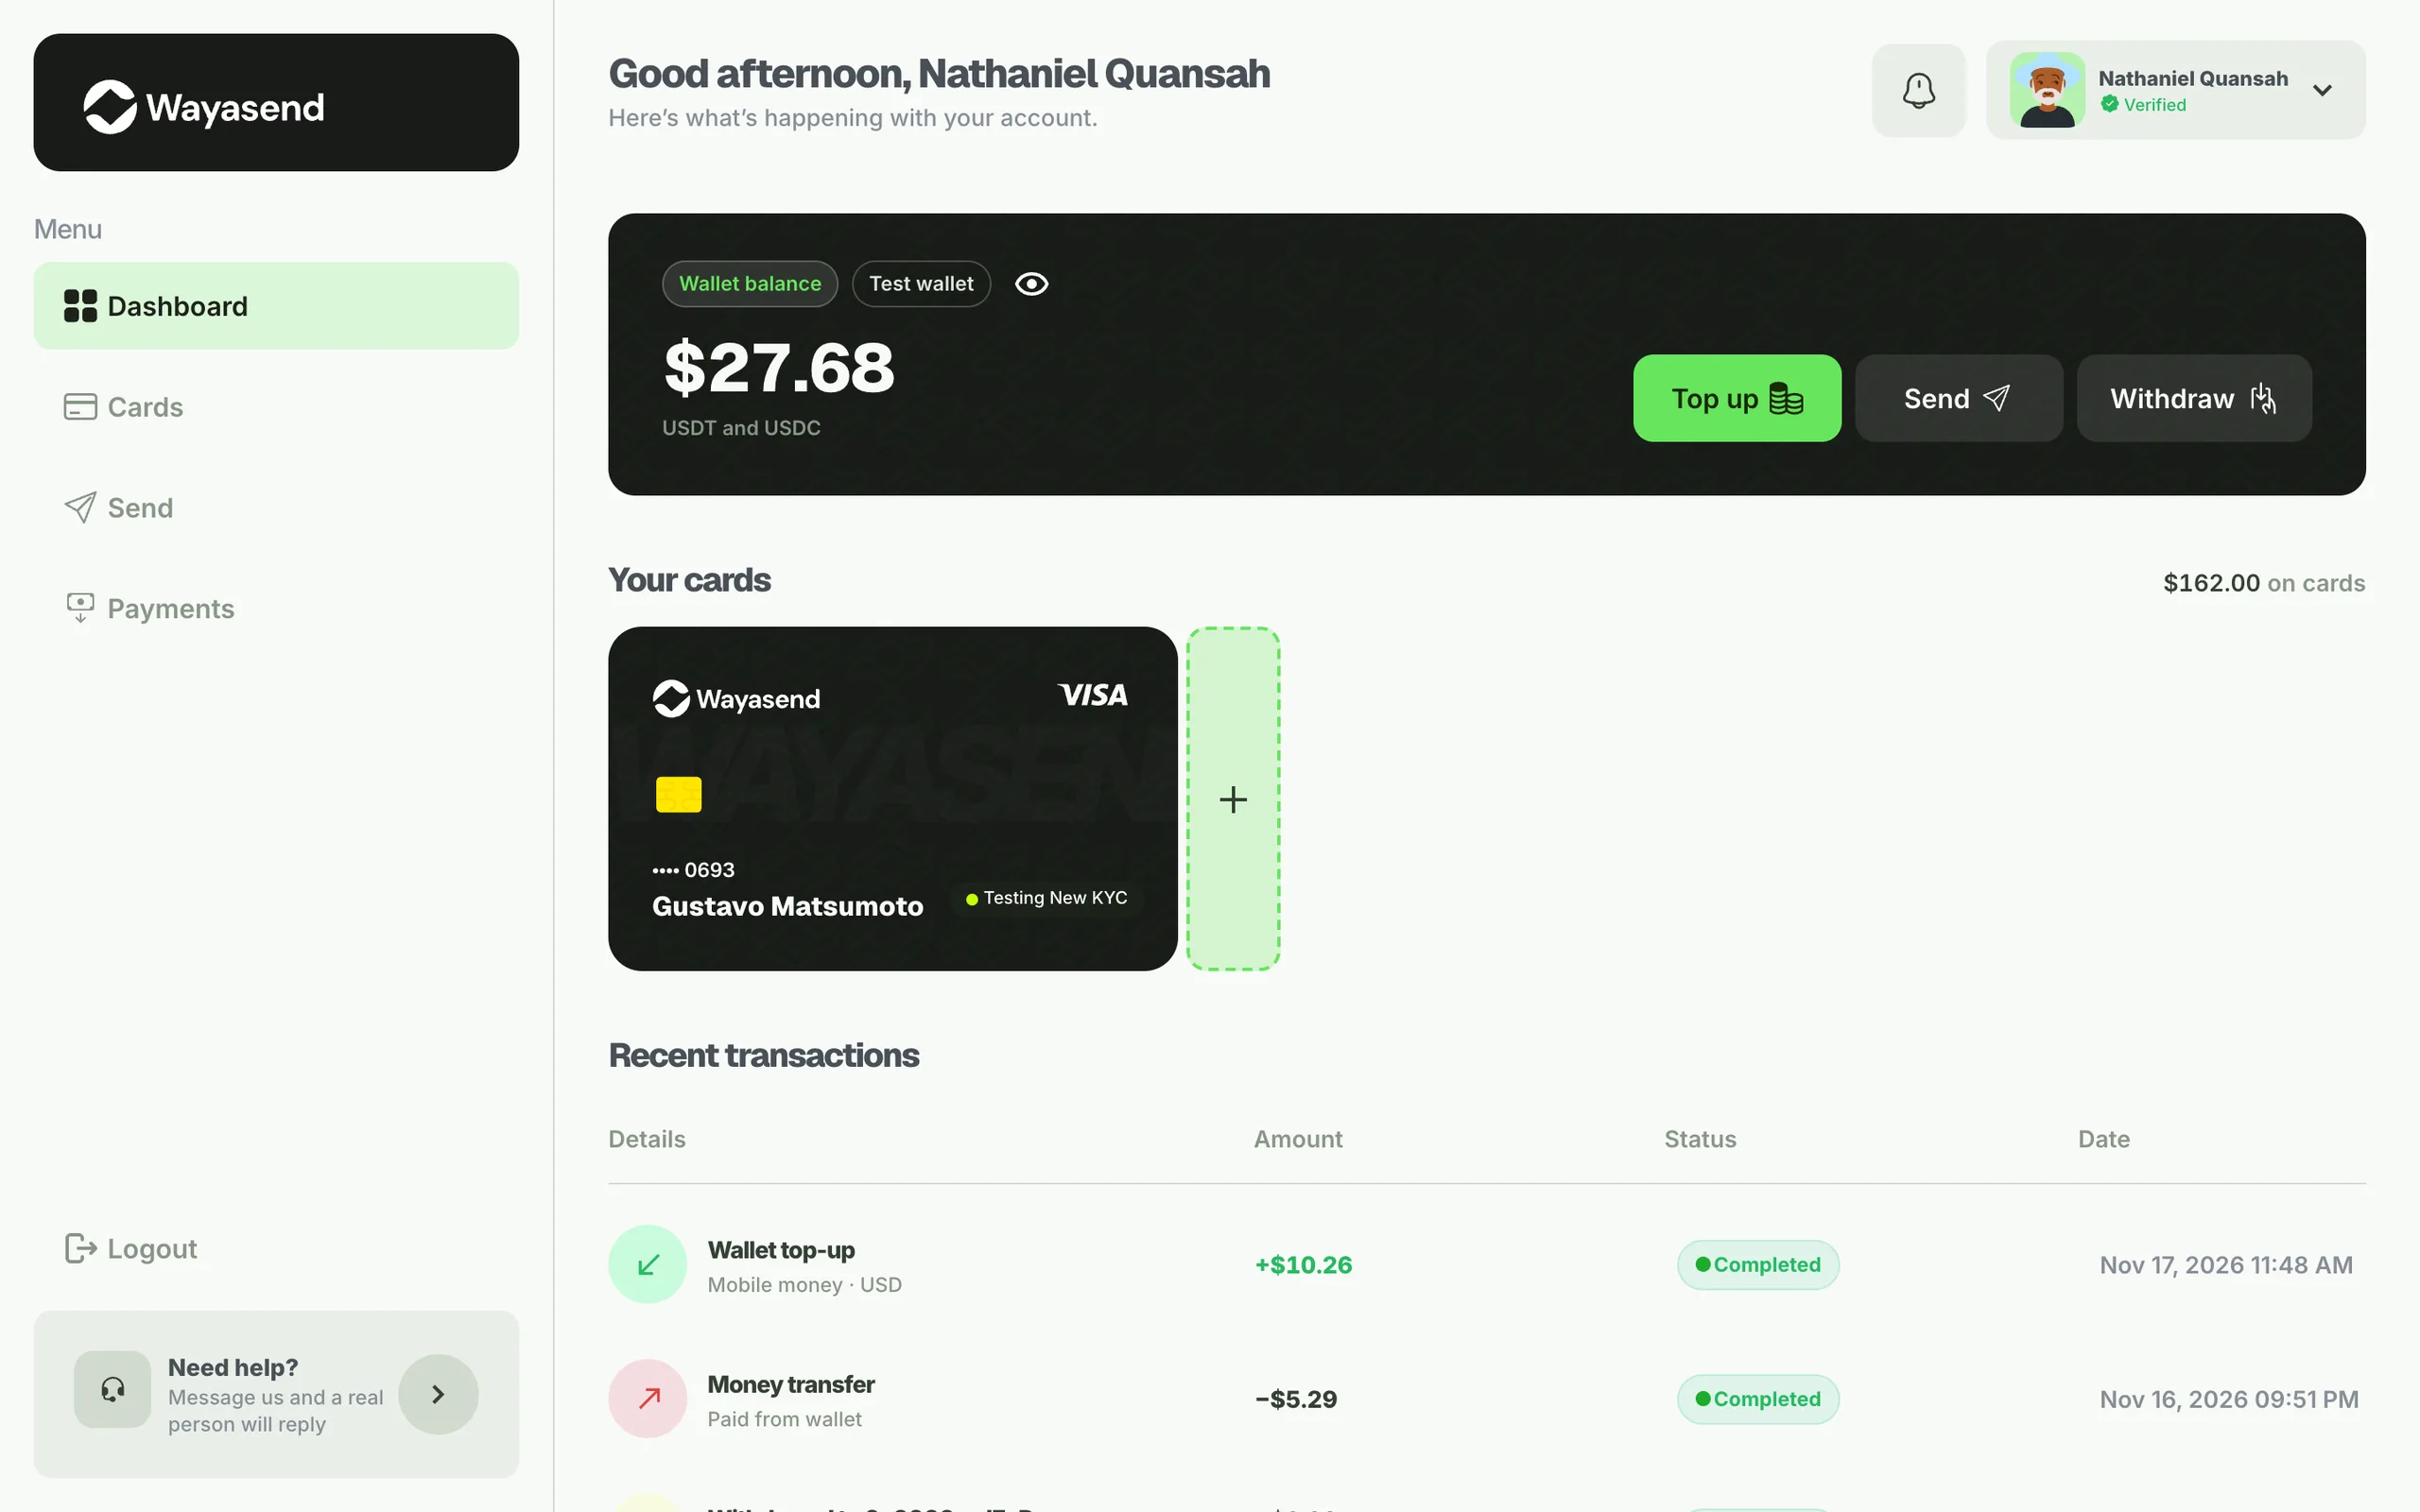 Wayasend
Menu
Dashboard
Cards
Send
Payments
Logout
Need help?
Message us and a real
person will reply
Good afternoon, Nathaniel Quansah
Here’s what’s happening with your account.
Nathaniel Quansah
Verified
Wallet balance
Test wallet
$27.68
USDT and USDC
Top up
Send
Withdraw
Your cards
$162.00 on cards
Wayasend
VISA
WAYASEN
•••• 0693
Gustavo Matsumoto
Testing New KYC
Recent transactions
Details Amount Status Date
Wallet top-up
Mobile money · USD
+$10.26
Completed
Nov 17, 2026 11:48 AM
Money transfer
Paid from wallet
−$5.29
Completed
Nov 16, 2026 09:51 PM